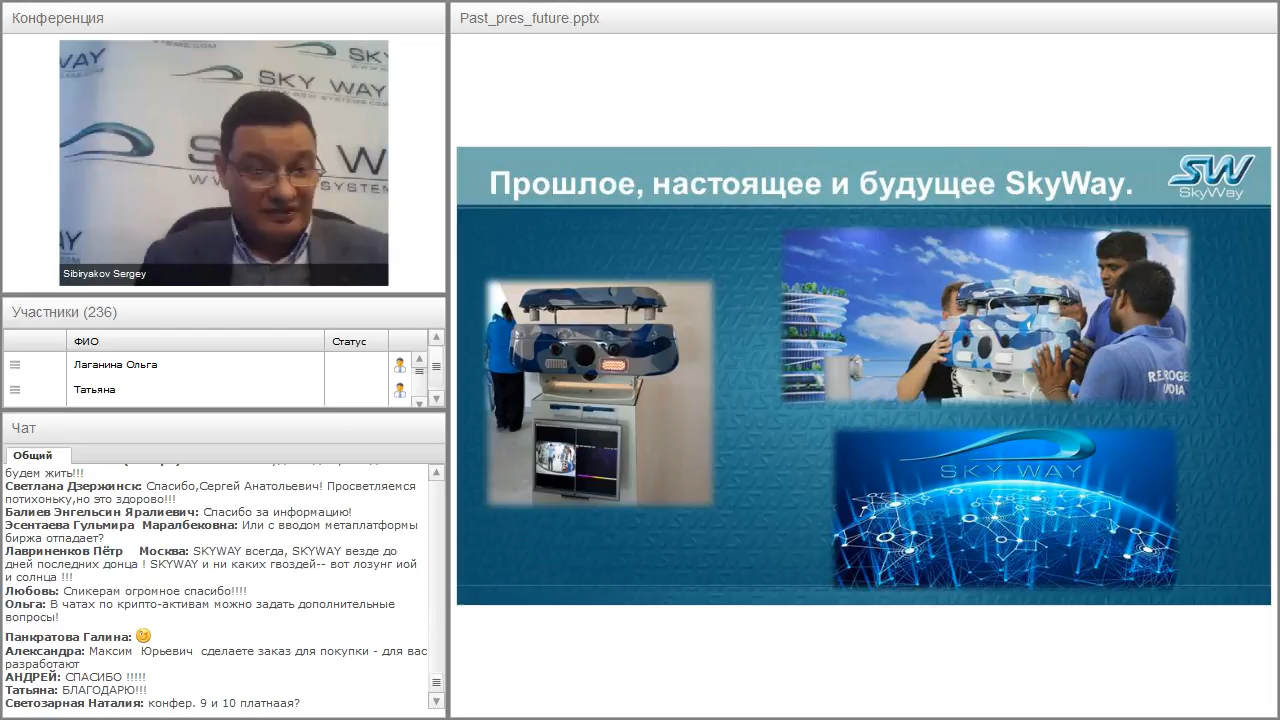 Конференция
WAY
SKY
SKY WAY
Sibiryakov Sergey
Участники (236)
ФИО
Статус
Лаганина Ольга
Татьяна
Чат
Общий
будем жить!!!
Светлана Дзержинск: Спасибо,Сергей Анатольевич! Просветляемся
потихоньку,но это здорово!!!
Балиев Энгельсин Яралиевич: Спасибо за информацию!
Эсентаева Гульмира Маралбековна: Или с вводом метаплатформы
биржа отпадает?
Лавриненков Пётр Москва: SKYWAY всегда, SKYWAY везде до
дней последних донца ! SKYWAY и ни каких гвоздей-- вот лозунг иой
и солнца !!!
Любовь: Спикерам огромное спасибо!!!!
Ольга: В чатах по крипто-активам можно задать дополнительные
вопросы!
Панкратова Галина:
Александра: Максим Юрьевич сделаете заказ для покупки - для вас
разработают
АНДРЕЙ: СПАСИБО !!!!!
Татьяна: БЛАГОДАРЮ!!!
Светозарная Наталия: конфер. 9 и 10 платнаая?
Past_pres_future.pptx
Прошлое, настоящее и будущее SkyWay.
SW
SkyWay
SKY WAY